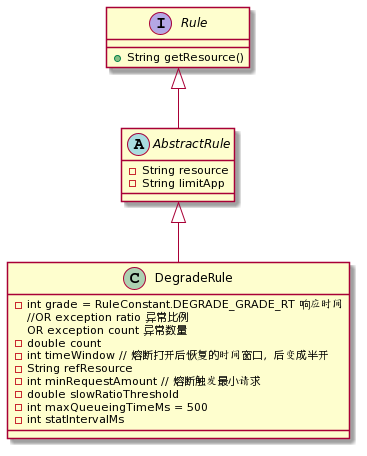 I Rule
String getResource()
A AbstractRule
String resource
String limitApp
C DegradeRule
int grade = RuleConstant.DEGRADE_GRADE_RT 响应时间
//OR exception ratio 异常比例
OR exception count 异常数量
double count
int timeWindow // 熔断打开后恢复的时间窗口，后变成半开
String refResource
int minRequestAmount // 熔断触发最小请求
double slowRatioThreshold
int maxQueueingTimeMs = 500
int statIntervalMs